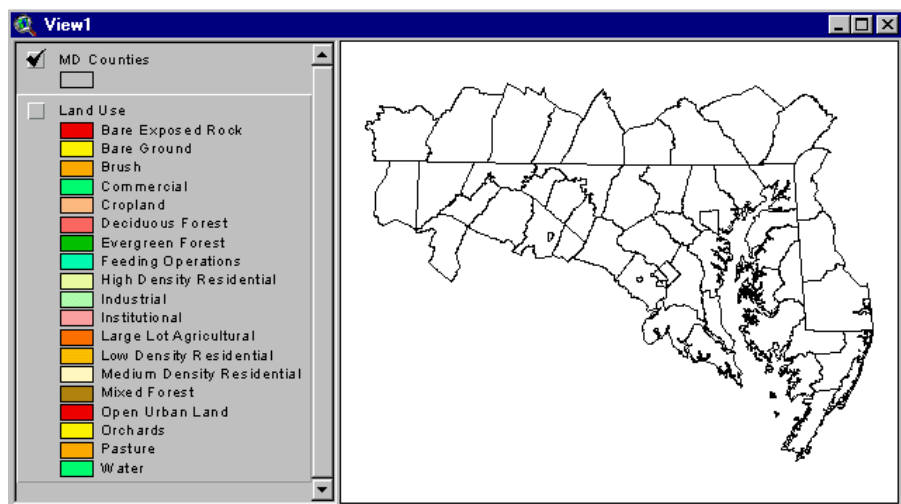 View1
MD Counties
Land Use
Bare Exposed Rock
Bare Ground
Brush
Commercial
Cropland
Deciduous Forest
Evergreen Forest
Feeding Operations
High Density Residential
Industrial
Institutional
Large Lot Agricultural
Low Density Residential
Medium Density Residential
Mixed Forest
Open Urban Land
Orchards
Pasture
Water